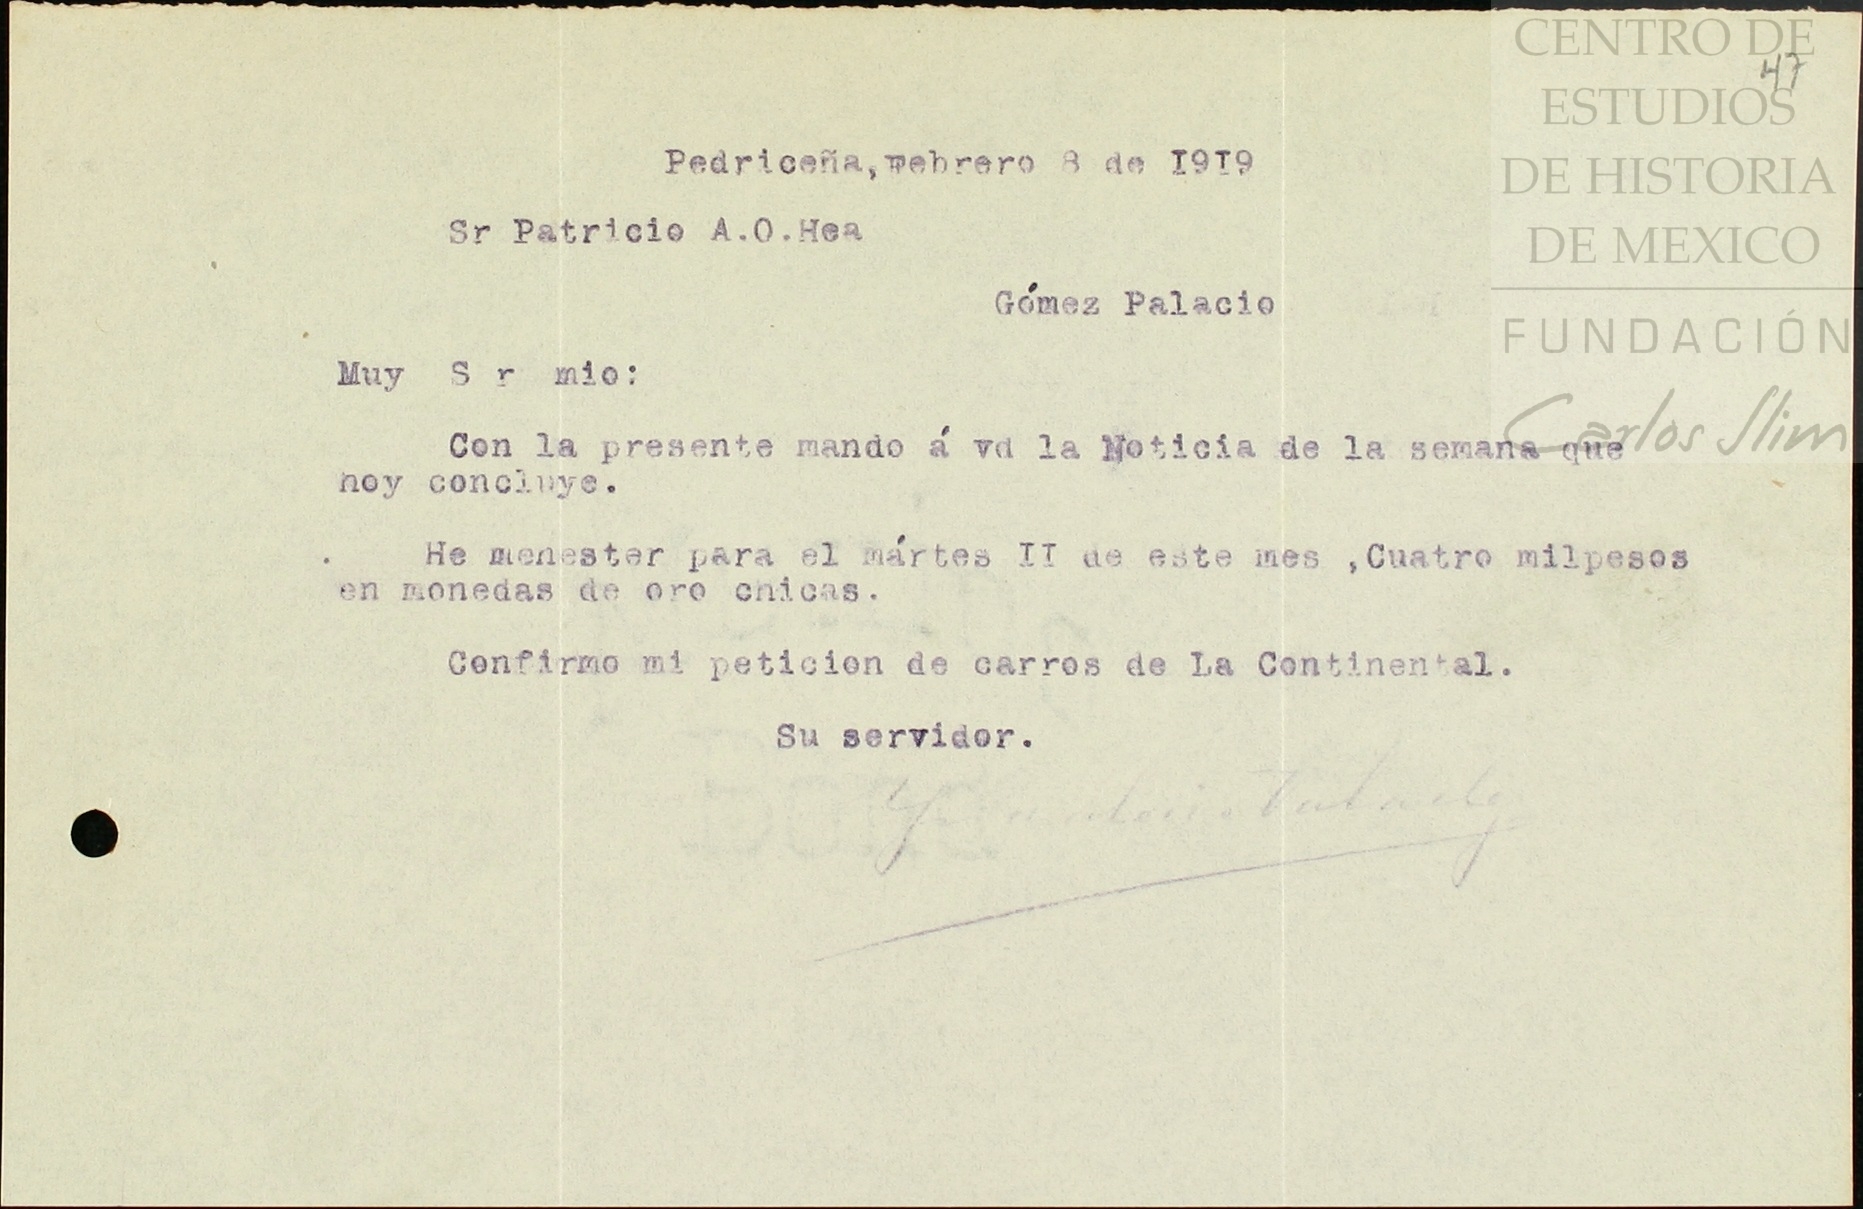 CENTRO DE
47
ESTUDIOS
DE HISTORIA
DE MEXICO
FUNDACIÓN
Carlos Slim
Pedriceña, Febrero 8 de I9I9
Sr Patricio A.O.Hea
Gómez Palacio
Muy S r mio:
Con la presente mando á vd la Noticia de la semana que
hoy concluye.
. He menester para el mártes II de este mes ,Cuatro milpesos
en monedas de oro chicas.
Confirmo mi peticion de carros de La Continental.
Su servidor.